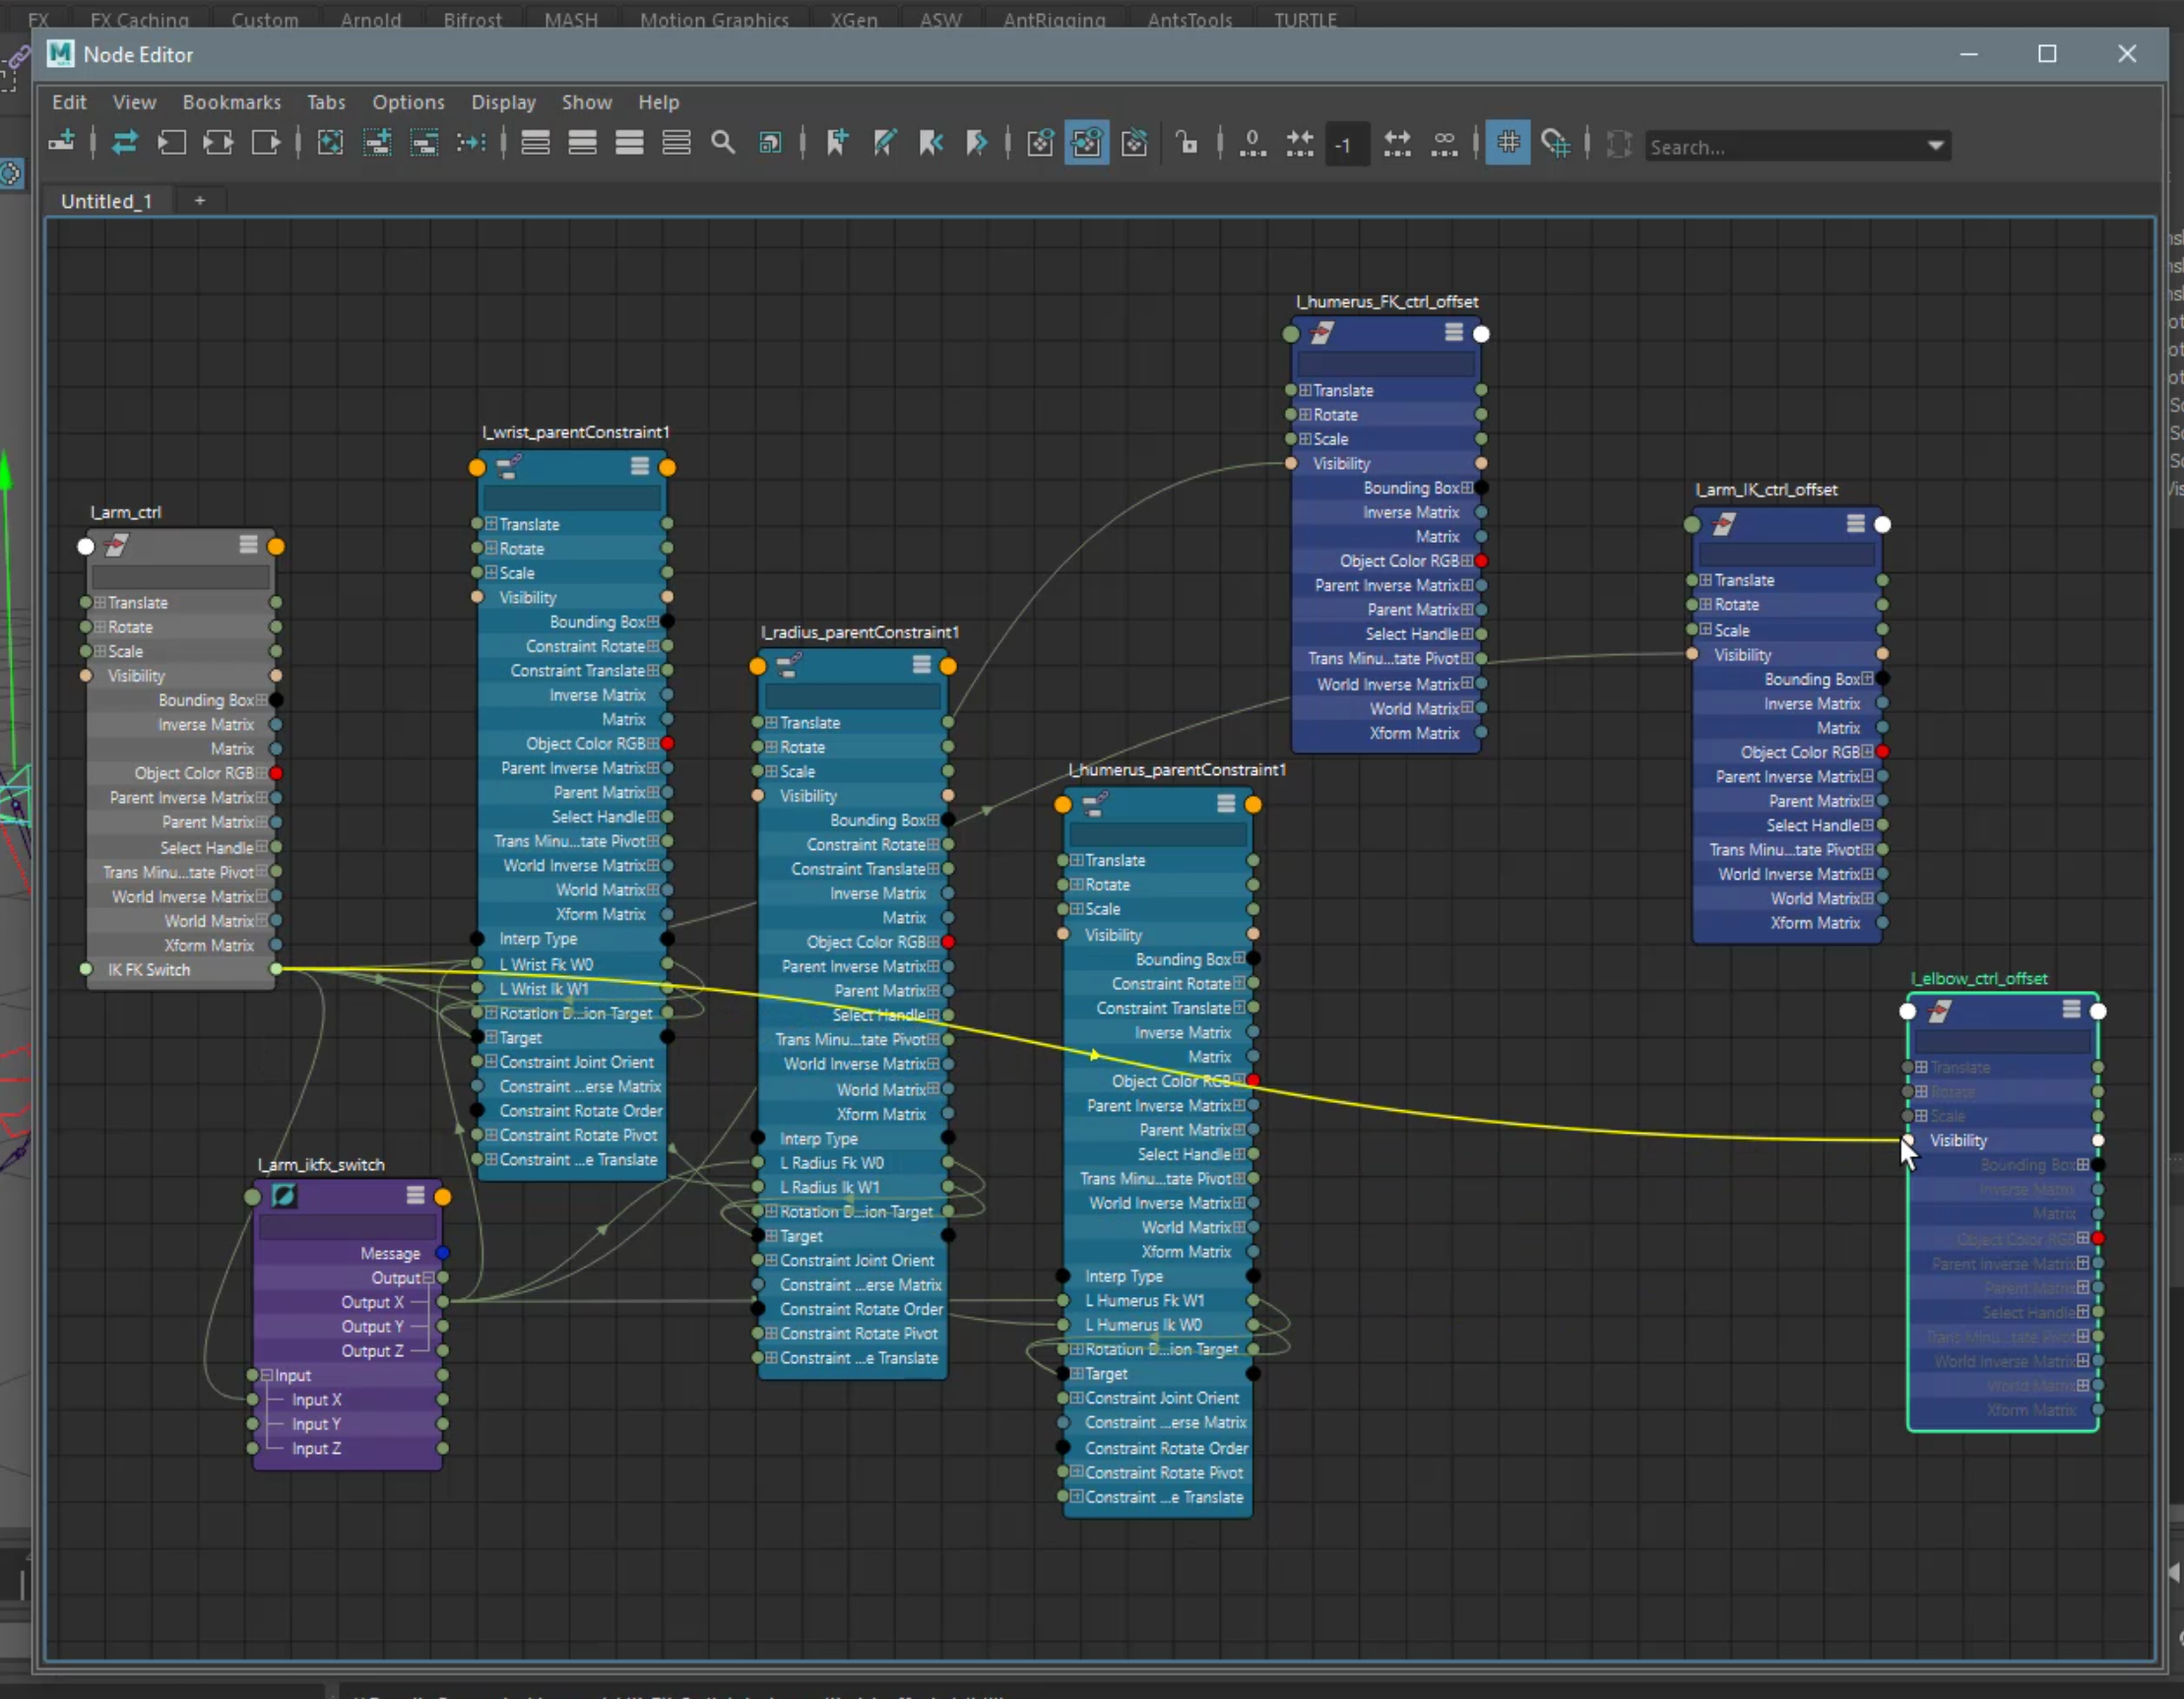 FX FX Caching Custom Arnold Bifrost MASH Motion Graphics XGen ASW AntRigging AntsTools TURTLE
Node Editor
Edit View Bookmarks Tabs Options Display Show Help
-1 Search...
Untitled_1 +
l_arm_ctrl
Translate
Rotate
Scale
Visibility
Bounding Box
Inverse Matrix
Matrix
Object Color RGB
Parent Inverse Matrix
Parent Matrix
Select Handle
Trans Minu...tate Pivot
World Inverse Matrix
World Matrix
Xform Matrix
IK FK Switch
l_arm_ikfx_switch
Message
Output
Output X
Output Y
Output Z
Input
Input X
Input Y
Input Z
l_wrist_parentConstraint1
Translate
Rotate
Scale
Visibility
Bounding Box
Constraint Rotate
Constraint Translate
Inverse Matrix
Matrix
Object Color RGB
Parent Inverse Matrix
Parent Matrix
Select Handle
Trans Minu...tate Pivot
World Inverse Matrix
World Matrix
Xform Matrix
Interp Type
L Wrist Fk W0
L Wrist Ik W1
Rotation D...ion Target
Target
Constraint Joint Orient
Constraint ...erse Matrix
Constraint Rotate Order
Constraint Rotate Pivot
Constraint ...e Translate
l_radius_parentConstraint1
Translate
Rotate
Scale
Visibility
Bounding Box
Constraint Rotate
Constraint Translate
Inverse Matrix
Matrix
Object Color RGB
Parent Inverse Matrix
Parent Matrix
Select Handle
Trans Minu...tate Pivot
World Inverse Matrix
World Matrix
Xform Matrix
Interp Type
L Radius Fk W0
L Radius Ik W1
Rotation D...ion Target
Target
Constraint Joint Orient
Constraint ...erse Matrix
Constraint Rotate Order
Constraint Rotate Pivot
Constraint ...e Translate
l_humerus_parentConstraint1
Translate
Rotate
Scale
Visibility
Bounding Box
Constraint Rotate
Constraint Translate
Inverse Matrix
Matrix
Object Color RGB
Parent Inverse Matrix
Parent Matrix
Select Handle
Trans Minu...tate Pivot
World Inverse Matrix
World Matrix
Xform Matrix
Interp Type
L Humerus Fk W1
L Humerus Ik W0
Rotation D...ion Target
Target
Constraint Joint Orient
Constraint ...erse Matrix
Constraint Rotate Order
Constraint Rotate Pivot
Constraint ...e Translate
l_humerus_FK_ctrl_offset
Translate
Rotate
Scale
Visibility
Bounding Box
Inverse Matrix
Matrix
Object Color RGB
Parent Inverse Matrix
Parent Matrix
Select Handle
Trans Minu...tate Pivot
World Inverse Matrix
World Matrix
Xform Matrix
l_arm_IK_ctrl_offset
Translate
Rotate
Scale
Visibility
Bounding Box
Inverse Matrix
Matrix
Object Color RGB
Parent Inverse Matrix
Parent Matrix
Select Handle
Trans Minu...tate Pivot
World Inverse Matrix
World Matrix
Xform Matrix
l_elbow_ctrl_offset
Translate
Rotate
Scale
Visibility
Bounding Box
Inverse Matrix
Matrix
Object Color RGB
Parent Inverse Matrix
Parent Matrix
Select Handle
Trans Minu...tate Pivot
World Inverse Matrix
World Matrix
Xform Matrix